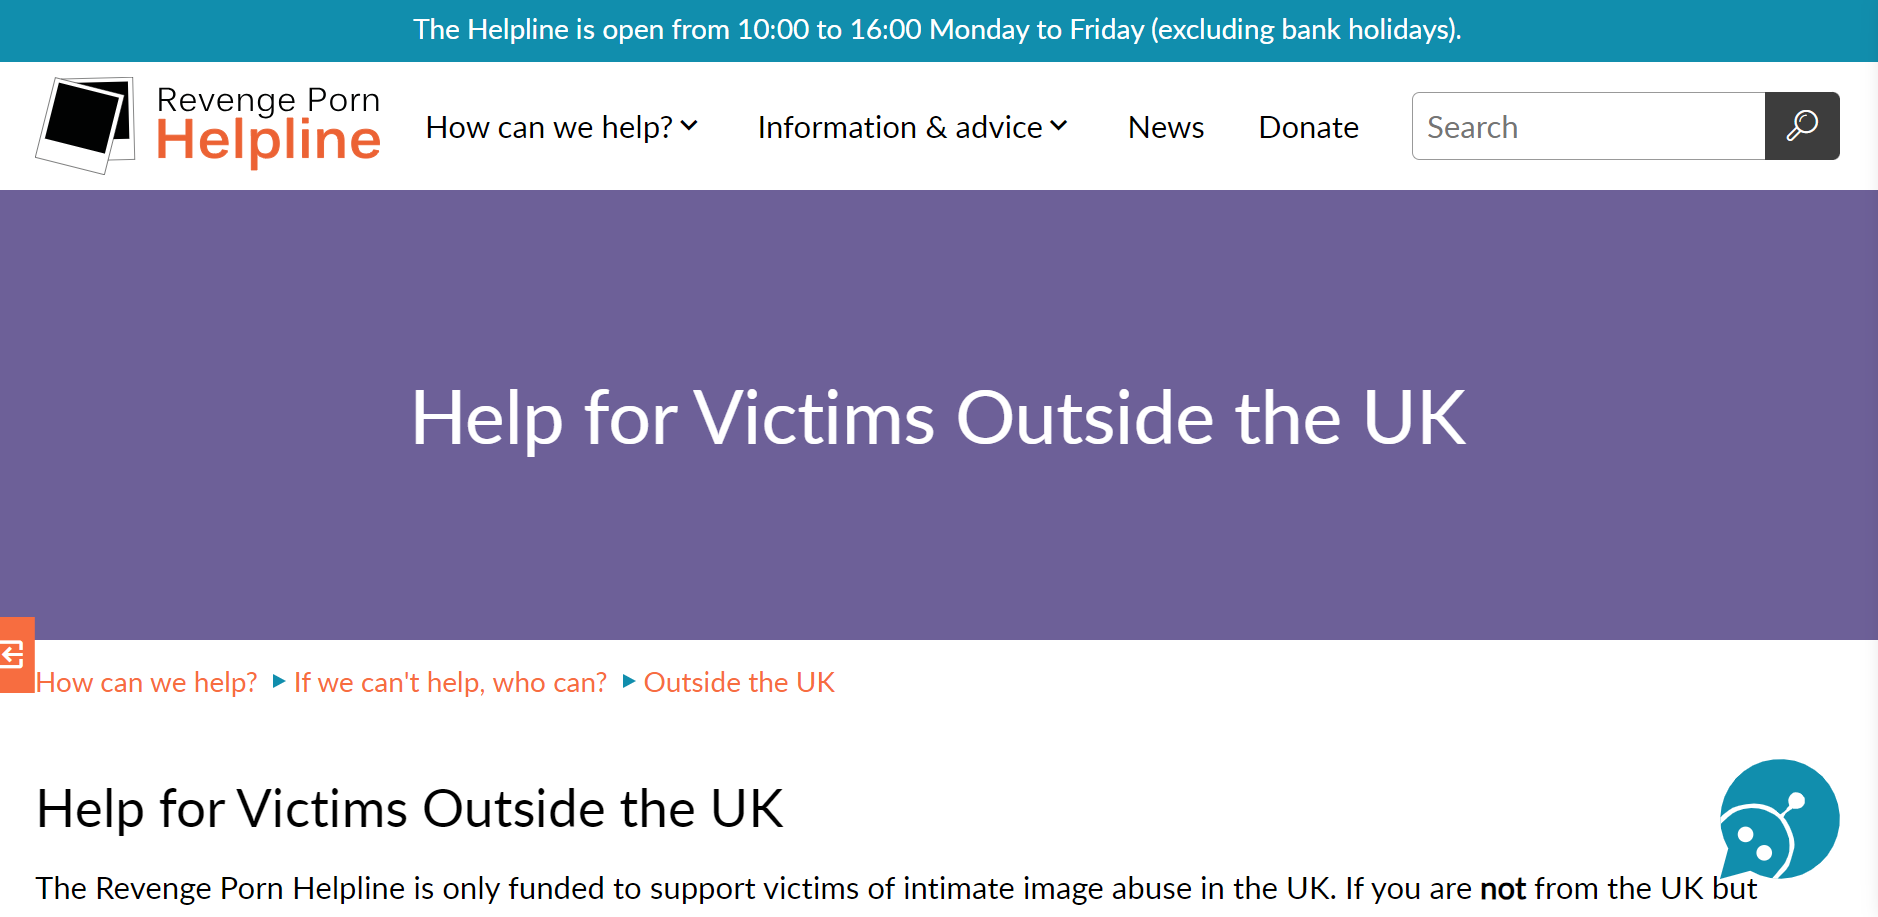 The Helpline is open from 10:00 to 16:00 Monday to Friday (excluding bank holidays).
Revenge Porn
Helpline
How can we help?
Information & advice
News
Donate
Search
Help for Victims Outside the UK
How can we help? If we can't help, who can? Outside the UK
Help for Victims Outside the UK
The Revenge Porn Helpline is only funded to support victims of intimate image abuse in the UK. If you are not from the UK but